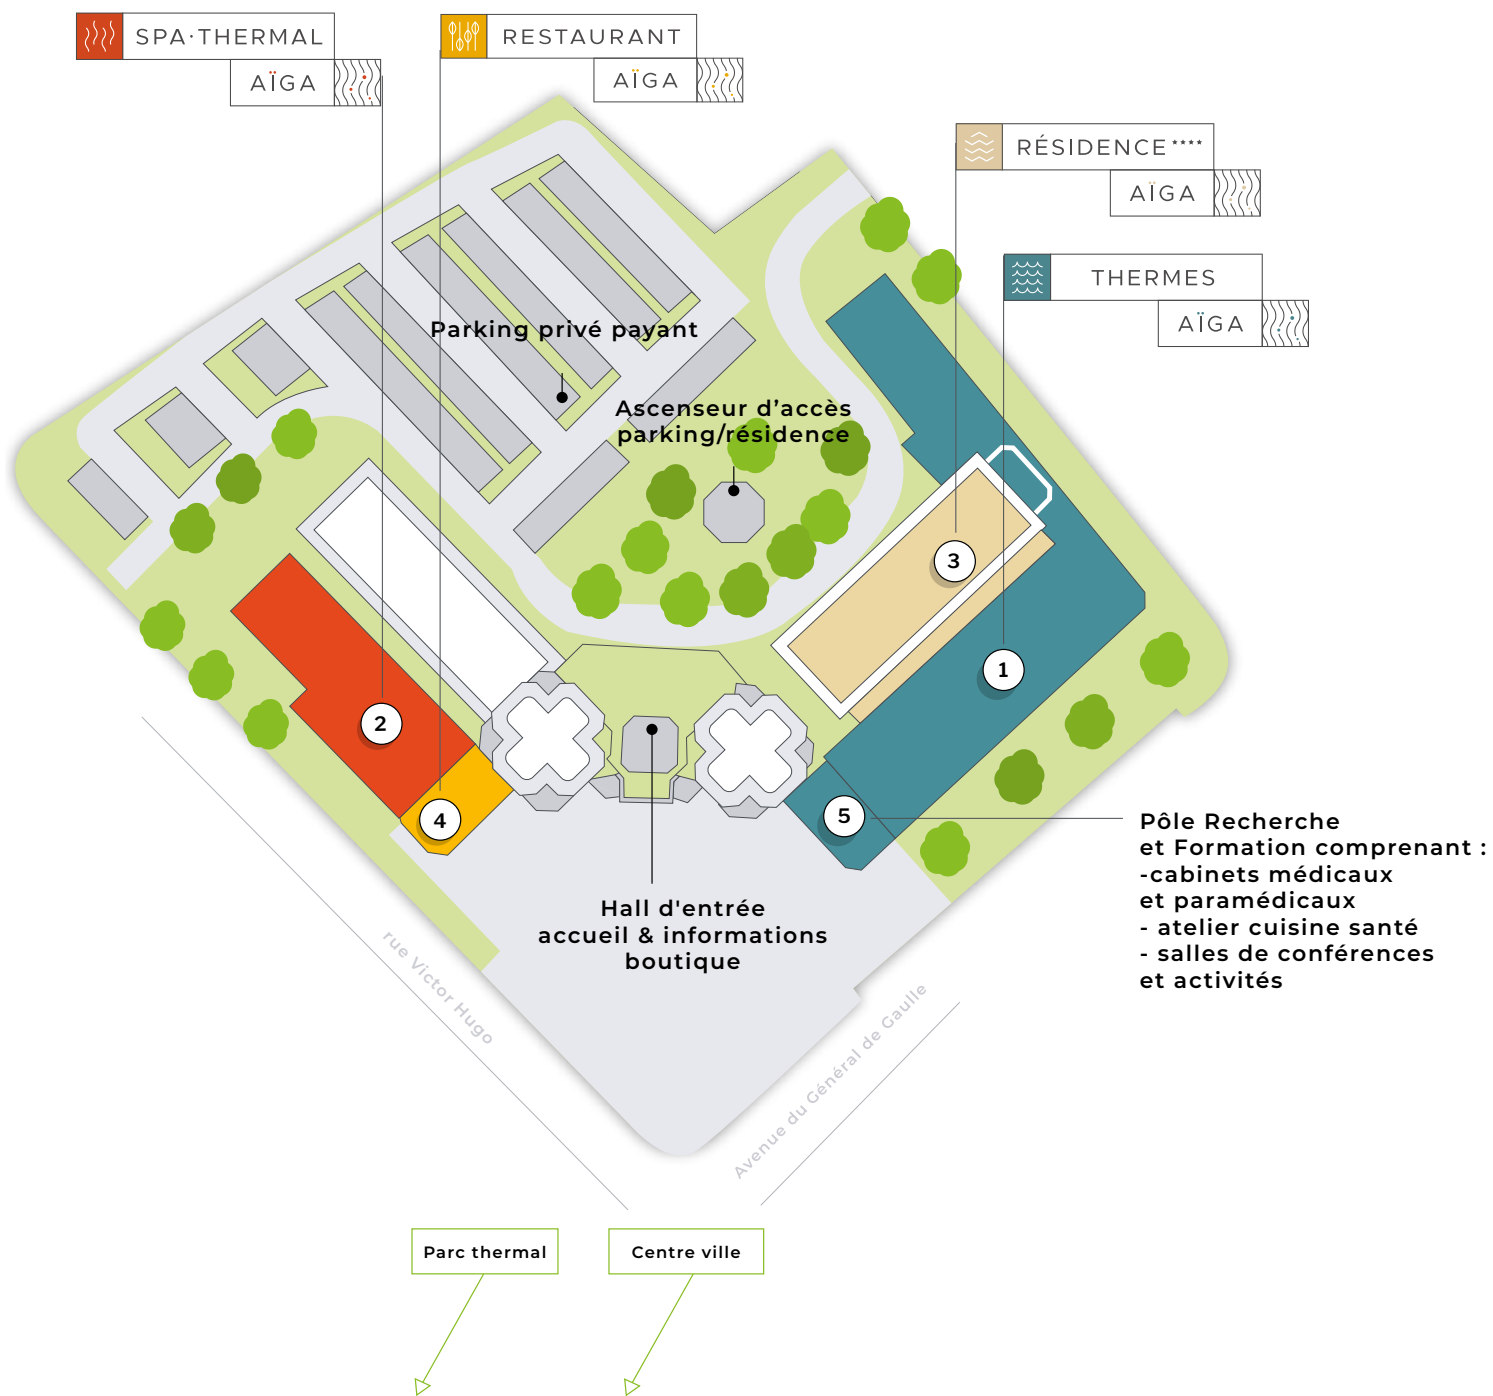 SPA·THERMAL
AÏGA
RESTAURANT
AÏGA
RÉSIDENCE****
AÏGA
THERMES
AÏGA
Parking privé payant
Ascenseur d’accès
parking/résidence
3
1
2
4
5
Pôle Recherche
et Formation comprenant :
-cabinets médicaux
et paramédicaux
- atelier cuisine santé
- salles de conférences
et activités
Hall d'entrée
accueil & informations
boutique
rue Victor Hugo
Avenue du Général de Gaulle
Parc thermal
Centre ville